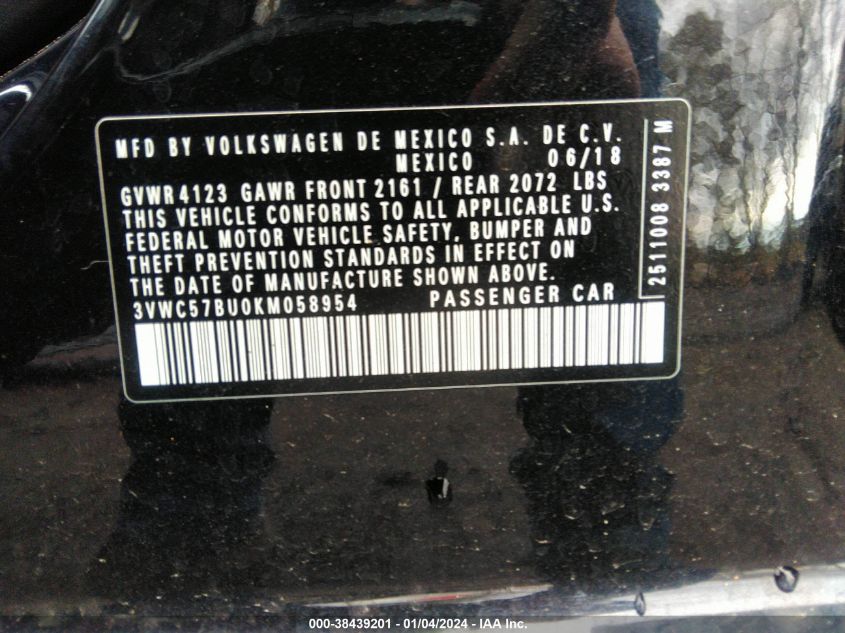 MFD BY VOLKSWAGEN DE MEXICO S.A. DE C.V.
MEXICO 06/18
GVWR 4123 GAWR FRONT 2161 / REAR 2072 LBS
THIS VEHICLE CONFORMS TO ALL APPLICABLE U.S.
FEDERAL MOTOR VEHICLE SAFETY, BUMPER AND
THEFT PREVENTION STANDARDS IN EFFECT ON
THE DATE OF MANUFACTURE SHOWN ABOVE.
3VWC57BU0KM058954 PASSENGER CAR
2511008 3387 M
000-38439201 - 01/04/2024 - IAA Inc.